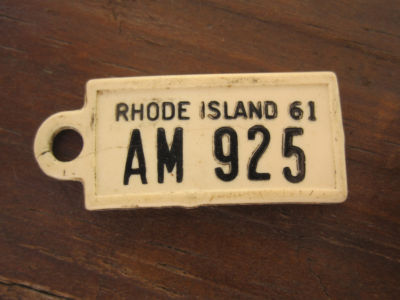 RHODE ISLAND 61
AM 925